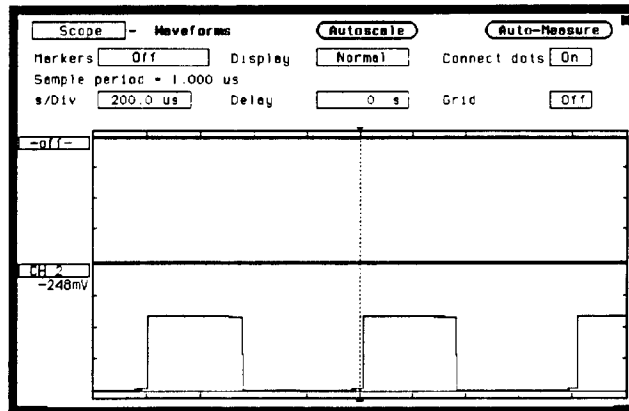 Scope - Waveforms Autoscale Auto-Measure
Markers Off Display Normal Connect dots On
Sample period = 1.000 us
s/Div 200.0 us Delay 0 s Grid Off
-off-
CH 2
-248mV